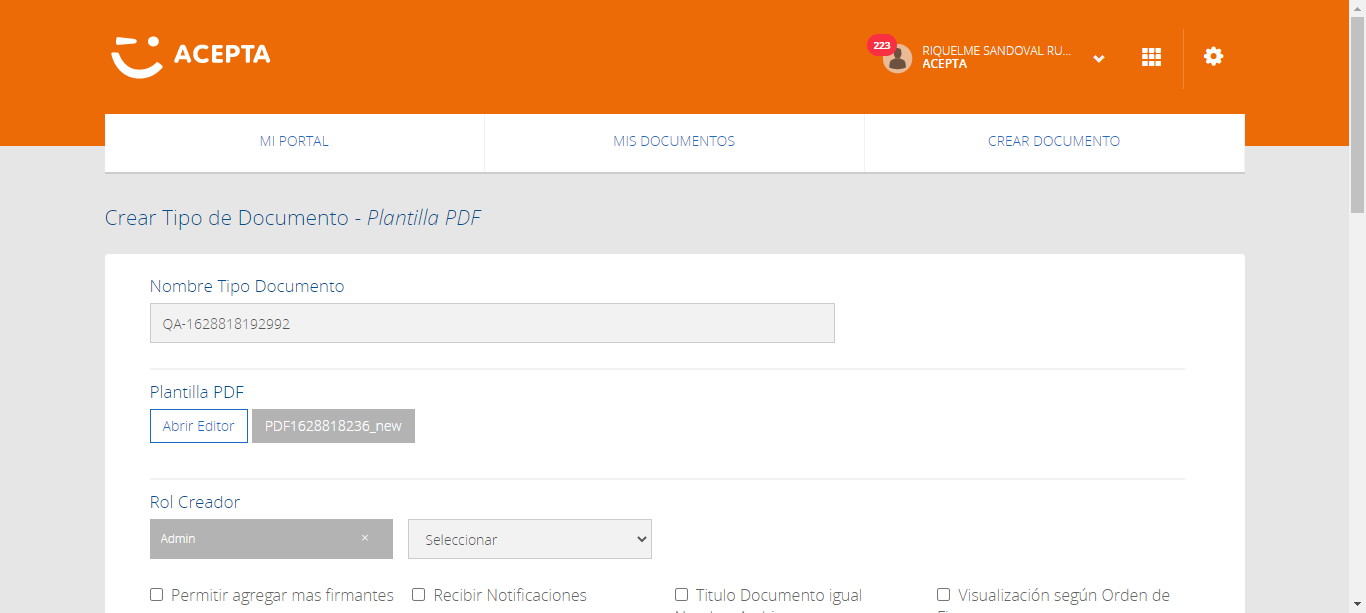 ACEPTA
223
RIQUELME SANDOVAL RU...
ACEPTA
MI PORTAL
MIS DOCUMENTOS
CREAR DOCUMENTO
Crear Tipo de Documento - Plantilla PDF
Nombre Tipo Documento
QA-1628818192992
Plantilla PDF
Abrir Editor
PDF1628818236_new
Rol Creador
Admin ×
Seleccionar
Permitir agregar mas firmantes
Recibir Notificaciones
Titulo Documento igual
Visualización según Orden de